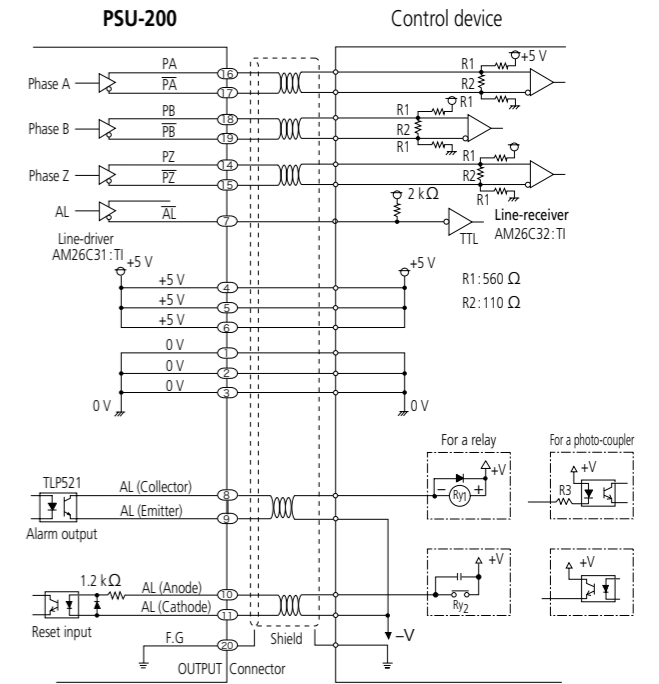 PSU-200 Control device
PA R1 +5 V
Phase A 16
PA R2
17
R1
PB R1
Phase B 18
PB R2
19 R1
PZ R1
Phase Z 14
PZ R2
15 R1
AL AL 7 2 kΩ Line-receiver
TTL AM26C32:TI
Line-driver
AM26C31:TI
+5 V +5 V
+5 V 4 R1:560 Ω
+5 V 5 R2:110 Ω
+5 V 6
0 V 1
0 V 2
0 V 3
0 V 0 V
For a relay For a photo-coupler
TLP521 +V +V
AL (Collector) 8 − Ry1 + R3
AL (Emitter) 9
Alarm output
1.2 kΩ +V +V
AL (Anode) 10
AL (Cathode) 11 Ry2
Reset input
F.G 20 Shield −V
OUTPUT Connector